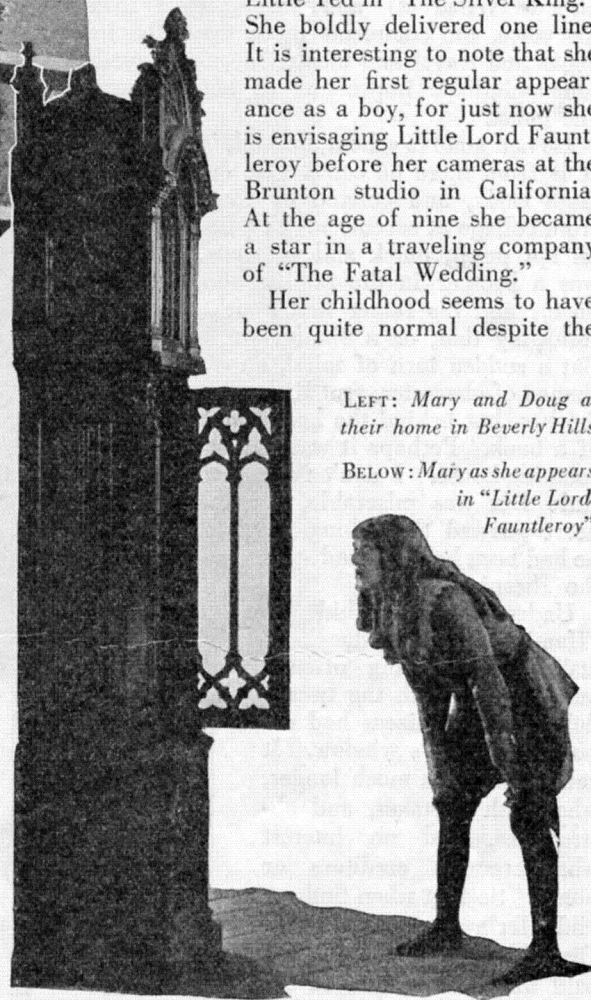 Little Ted in "The Silver King."
She boldly delivered one line
It is interesting to note that she
made her first regular appear
ance as a boy, for just now she
is envisaging Little Lord Faunt
leroy before her cameras at the
Brunton studio in California
At the age of nine she became
a star in a traveling company
of "The Fatal Wedding."
Her childhood seems to have
been quite normal despite the
LEFT: Mary and Doug a
their home in Beverly Hills
BELOW: Mary as she appears
in "Little Lord
Fauntleroy"